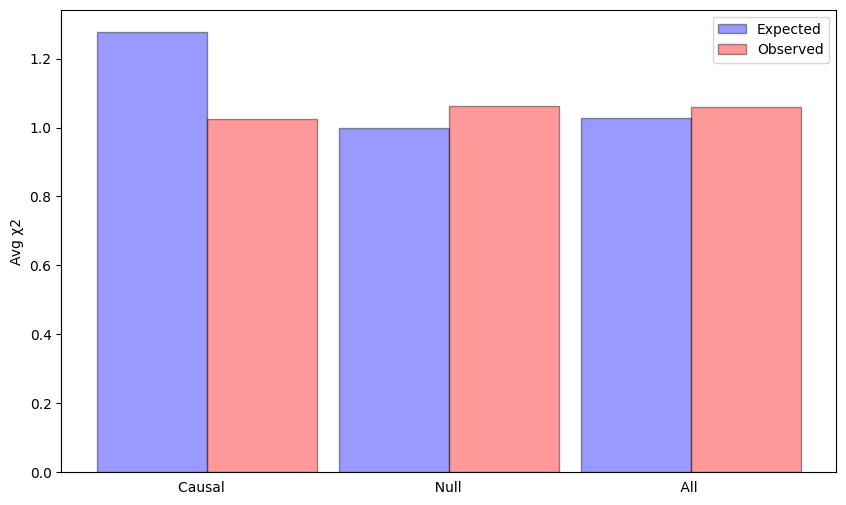 Expected
Observed
1.2
1.0
0.8
0.6
0.4
0.2
0.0
Avg χ2
Causal
Null
All